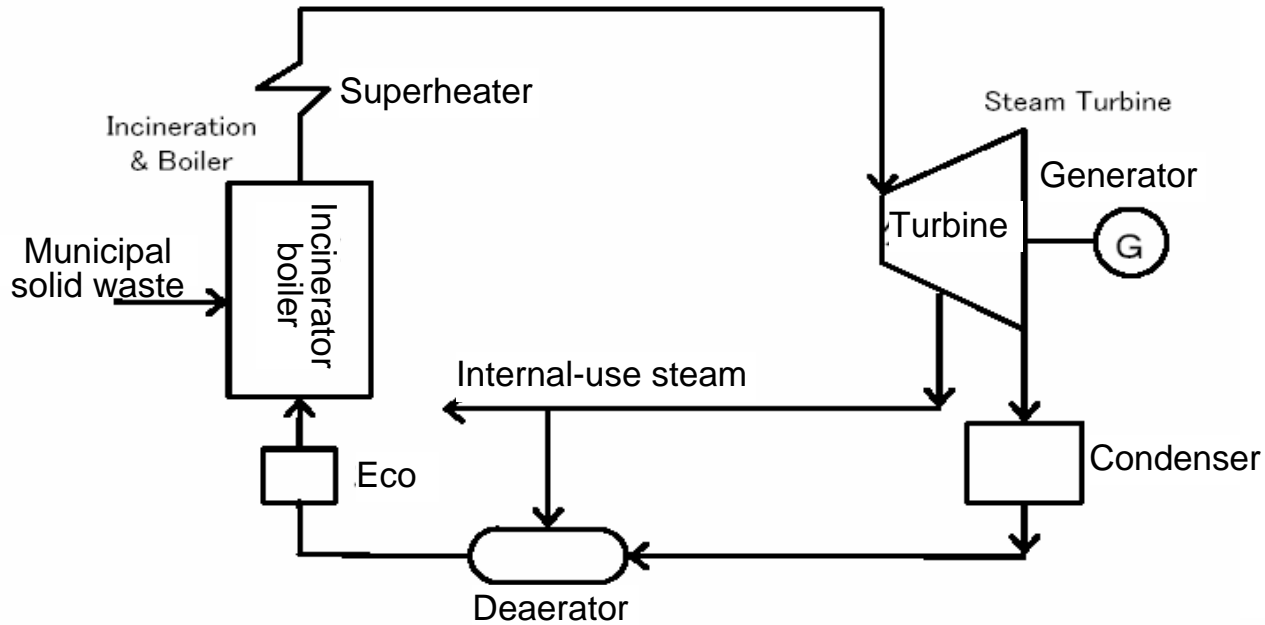 Superheater
Incineration
& Boiler
Steam Turbine
Generator
Incinerator
boiler
Turbine
G
Municipal
solid waste
Internal-use steam
Eco
Condenser
Deaerator